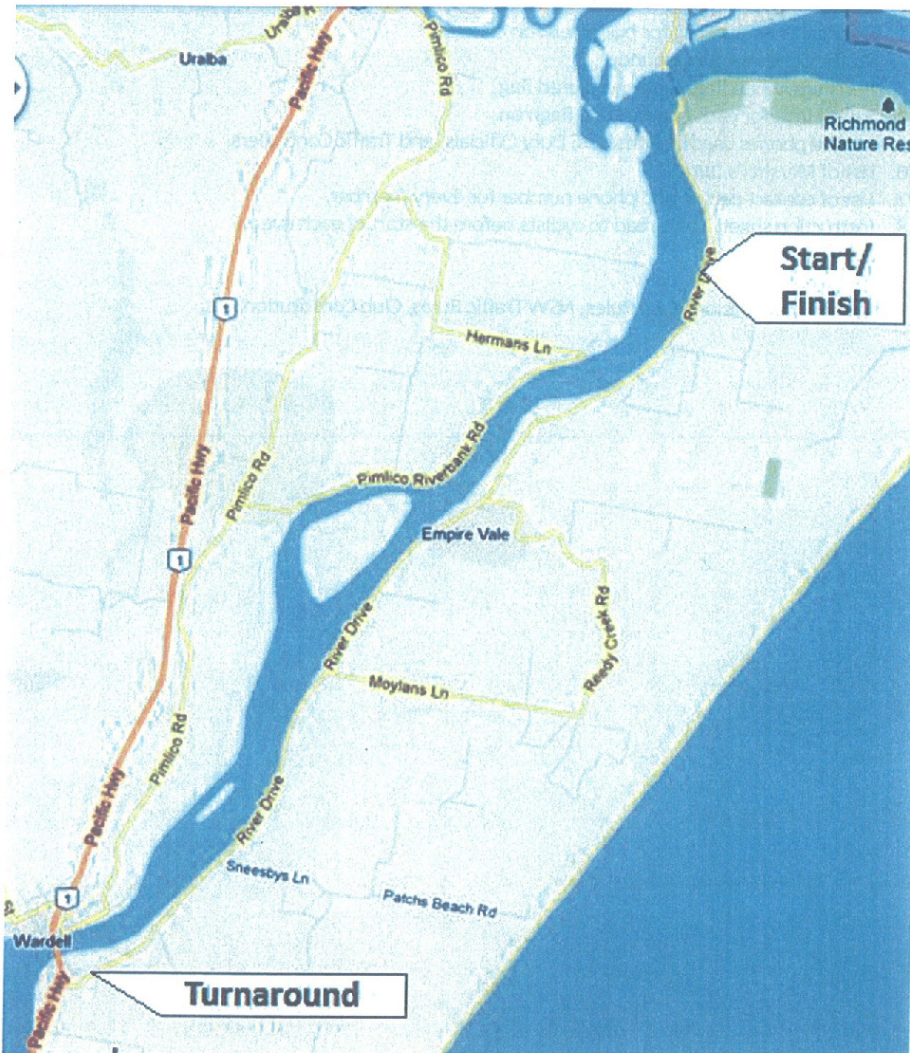 Uralba
Uralba R
Pacific Hwy
Pimlico Rd
Richmond
Nature Res
Start/
Finish
River Drive
1
Hermans Ln
Pimlico Riverbank Rd
Pacific Hwy
Pimlico Rd
Empire Vale
1
River Drive
Reedy Creek Rd
Moylans Ln
Pimlico Rd
Pacific Hwy
River Drive
Sneesbys Ln
Patchs Beach Rd
1
Wardell
Pacific Hwy
Turnaround